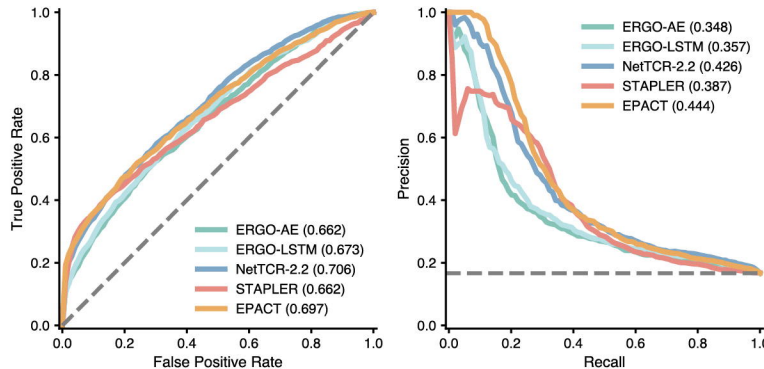 1.0
0.8
0.6
0.4
0.2
0.0
True Positive Rate
ERGO-AE (0.662)
ERGO-LSTM (0.673)
NetTCR-2.2 (0.706)
STAPLER (0.662)
EPACT (0.697)
0.0 0.2 0.4 0.6 0.8 1.0
False Positive Rate
1.0
0.8
0.6
0.4
0.2
0.0
Precision
ERGO-AE (0.348)
ERGO-LSTM (0.357)
NetTCR-2.2 (0.426)
STAPLER (0.387)
EPACT (0.444)
0.0 0.2 0.4 0.6 0.8 1.0
Recall